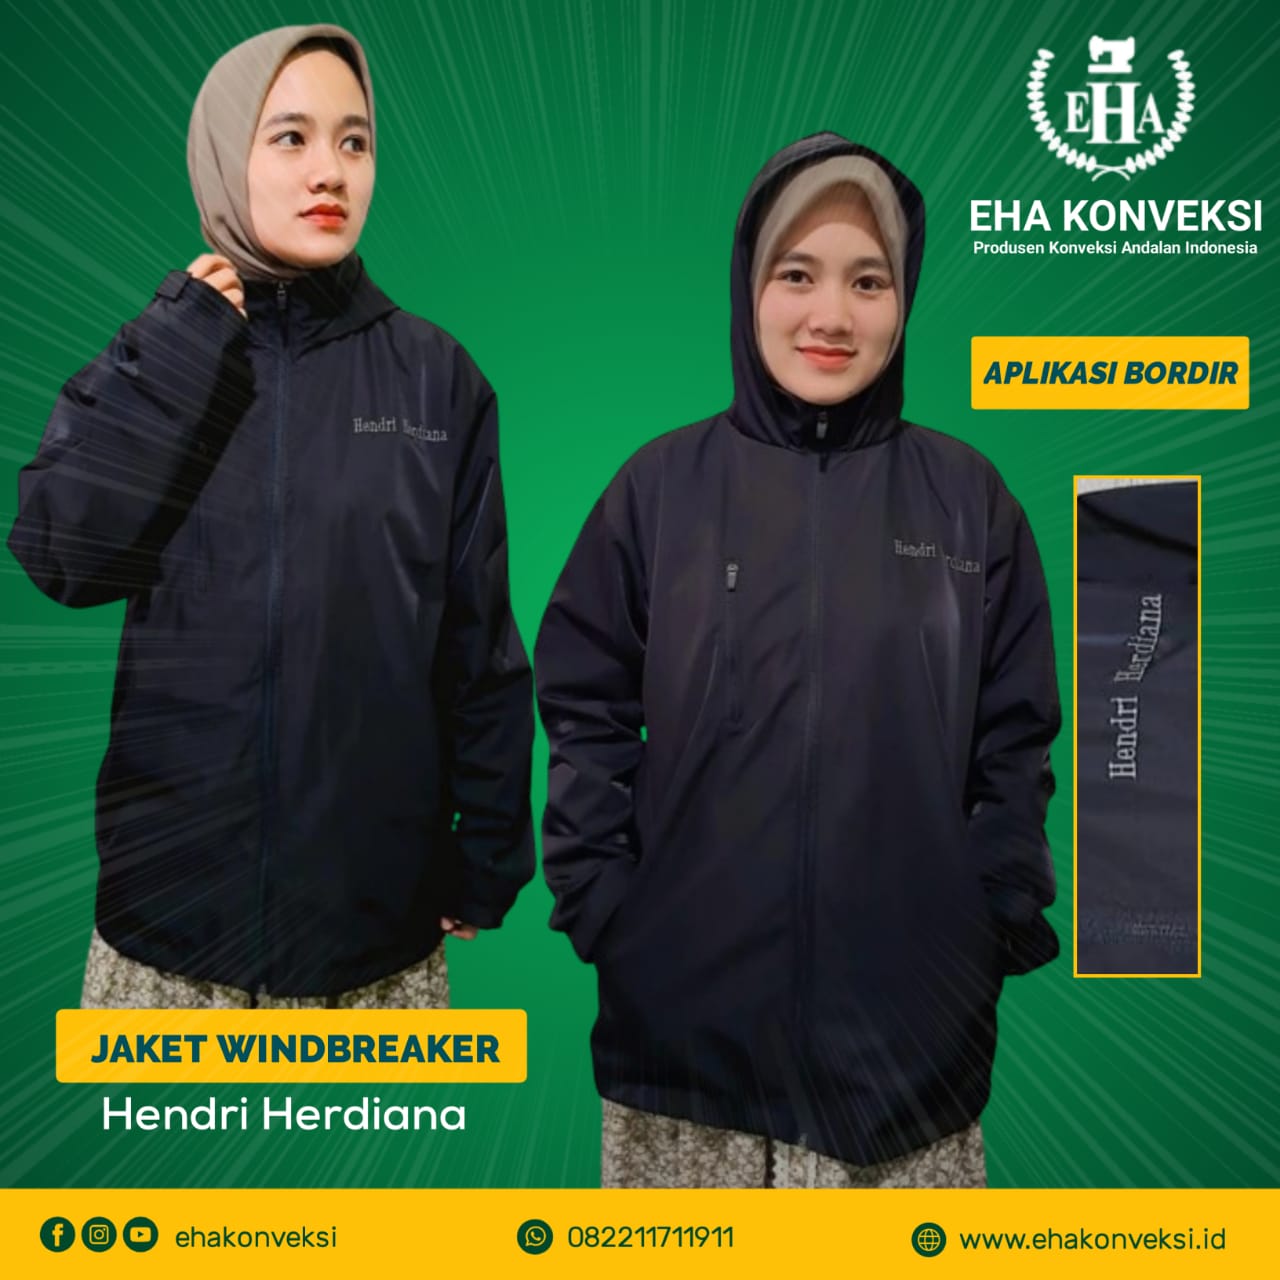 EHA
EHA KONVEKSI
Produsen Konveksi Andalan Indonesia
APLIKASI BORDIR
Hendri Herdiana
Hendri
Hendri
Hendri Herdiana
JAKET WINDBREAKER
Hendri Herdiana
ehakonveksi
082211711911
www.ehakonveksi.id